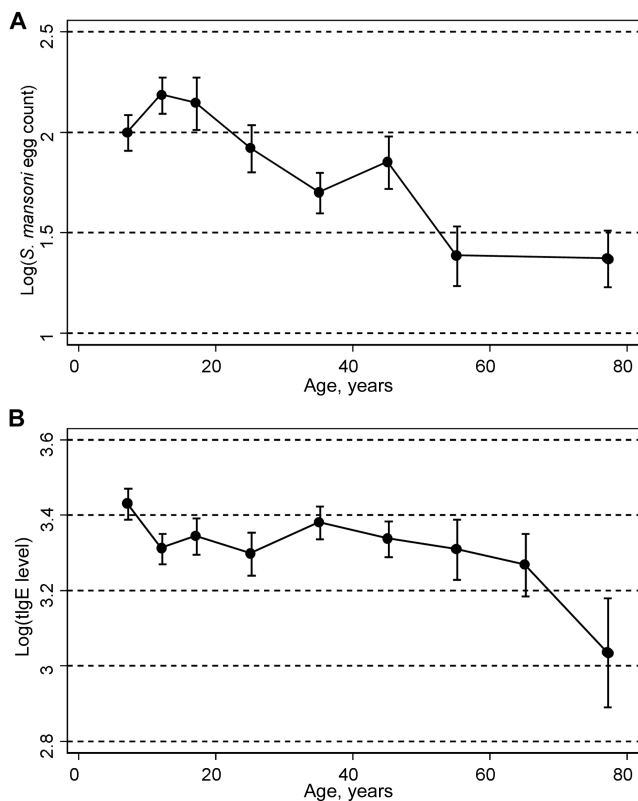 A
2.5
2
1.5
1
Log(S. mansoni egg count)
0 20 40 60 80
Age, years
B
3.6
3.4
3.2
3
2.8
Log(tIgE level)
0 20 40 60 80
Age, years